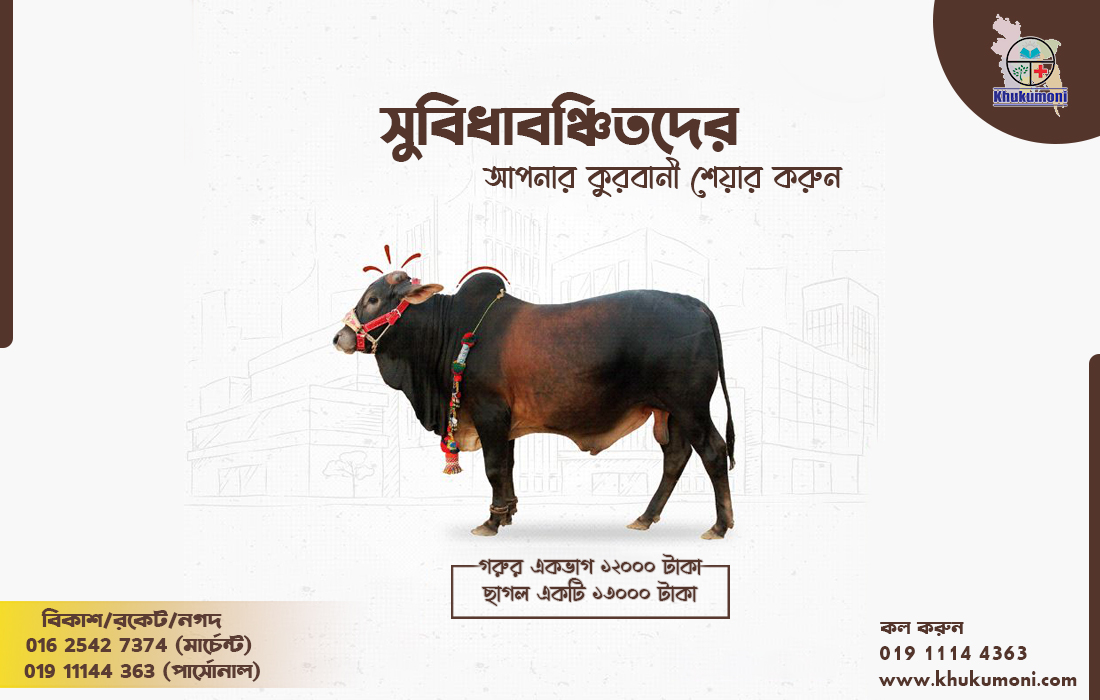 Khukumoni
সুবিধাবঞ্চিতদের
আপনার কুরবানী শেয়ার করুন
গরুর একভাগ ১২০০০ টাকা
ছাগল একটি ১৩০০০ টাকা
বিকাশ/রকেট/নগদ
016 2542 7374 (মার্চেন্ট)
019 11144 363 (পার্সোনাল)
কল করুন
019 1114 4363
www.khukumoni.com